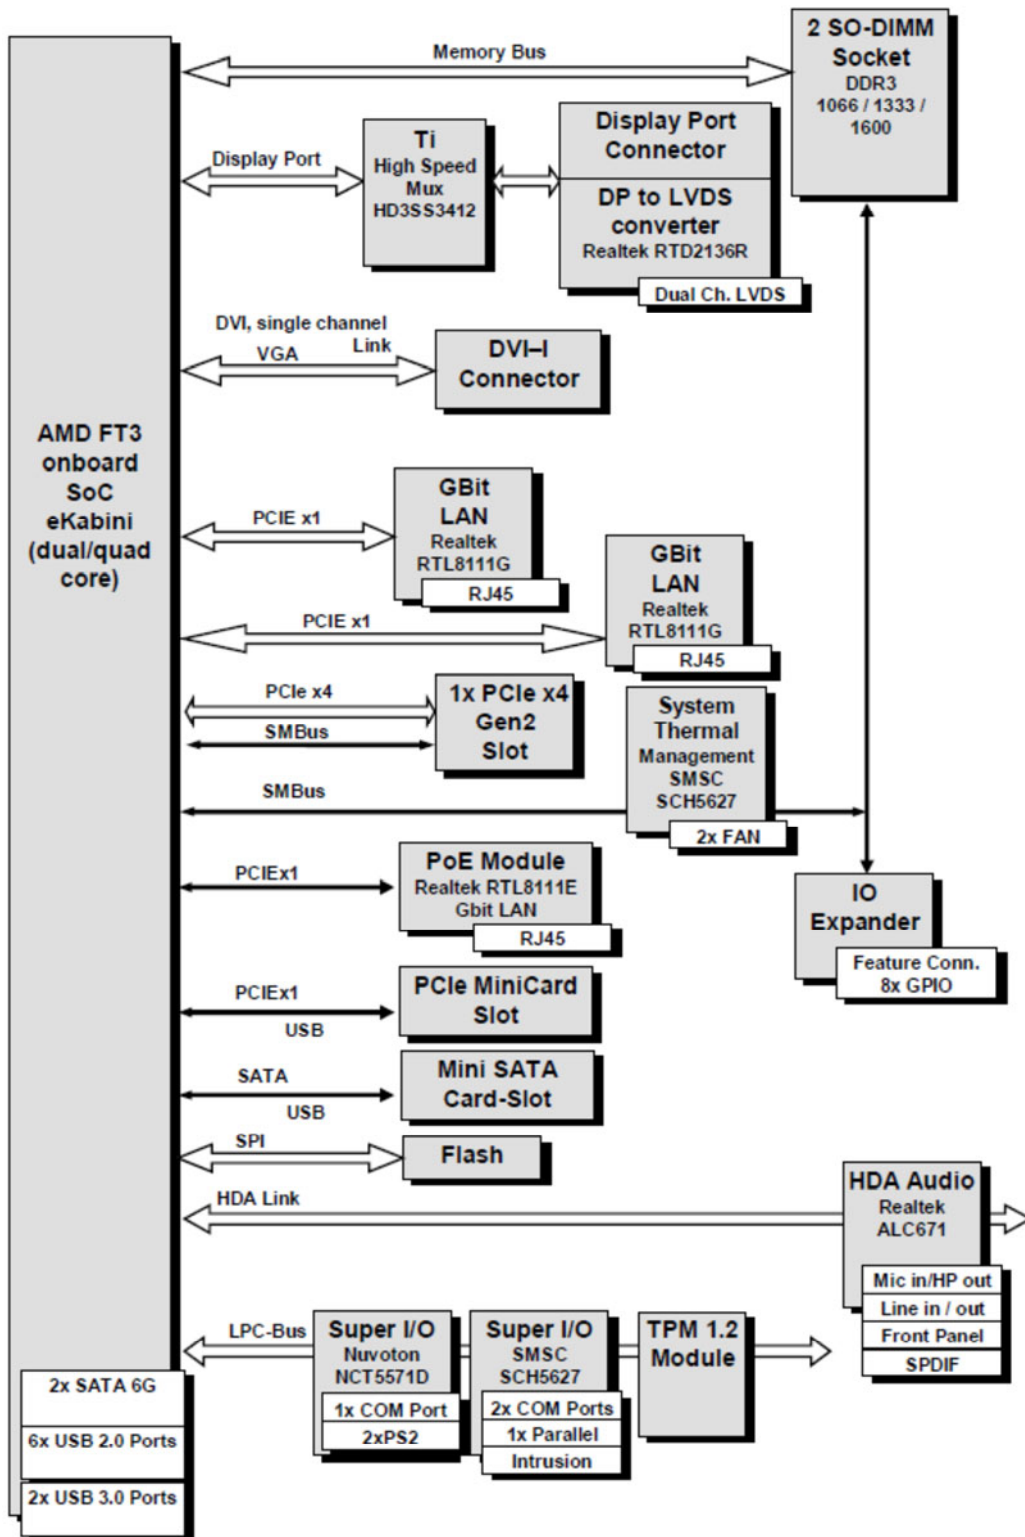 Memory Bus
2 SO-DIMM
Socket
DDR3
1066 / 1333 /
1600
Display Port
Ti
High Speed
Mux
HD3SS3412
Display Port
Connector
DP to LVDS
converter
Realtek RTD2136R
Dual Ch. LVDS
DVI, single channel
Link
VGA
DVI–I
Connector
AMD FT3
onboard
SoC
eKabini
(dual/quad
core)
PCIE x1
GBit
LAN
Realtek
RTL8111G
RJ45
PCIE x1
GBit
LAN
Realtek
RTL8111G
RJ45
PCIe x4
SMBus
1x PCIe x4
Gen2
Slot
SMBus
System
Thermal
Management
SMSC
SCH5627
2x FAN
PCIEx1
PoE Module
Realtek RTL8111E
Gbit LAN
RJ45
IO
Expander
Feature Conn.
8x GPIO
PCIEx1
USB
PCIe MiniCard
Slot
SATA
USB
Mini SATA
Card-Slot
SPI
Flash
HDA Link
HDA Audio
Realtek
ALC671
Mic in/HP out
Line in / out
Front Panel
SPDIF
LPC-Bus
Super I/O
Nuvoton
NCT5571D
1x COM Port
2xPS2
Super I/O
SMSC
SCH5627
2x COM Ports
1x Parallel
Intrusion
TPM 1.2
Module
2x SATA 6G
6x USB 2.0 Ports
2x USB 3.0 Ports